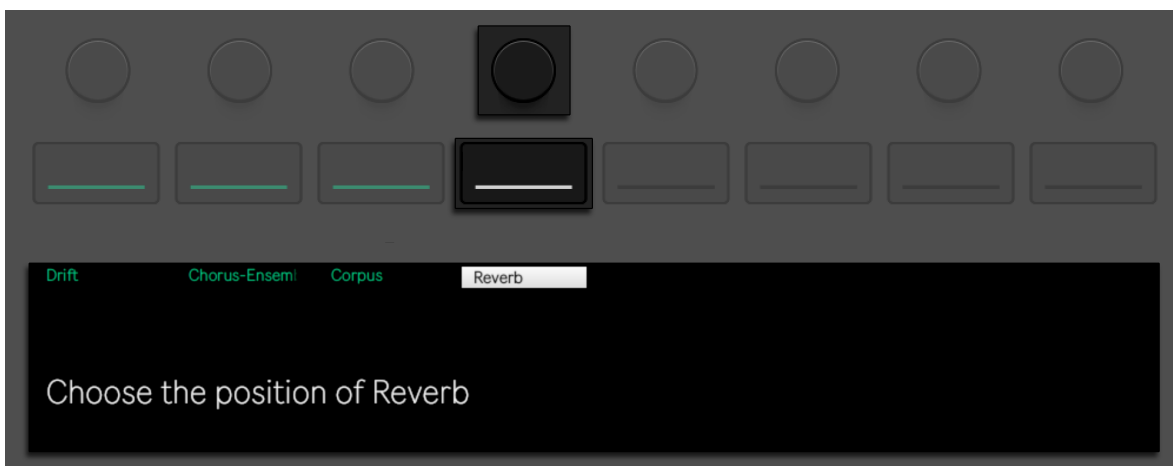 Drift Chorus-Ensem Corpus Reverb
Choose the position of Reverb